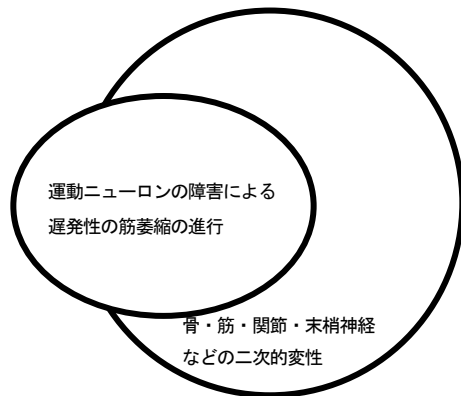 運動ニューロンの障害による
遅発性の筋萎縮の進行
骨・筋・関節・末梢神経
などの二次的変性